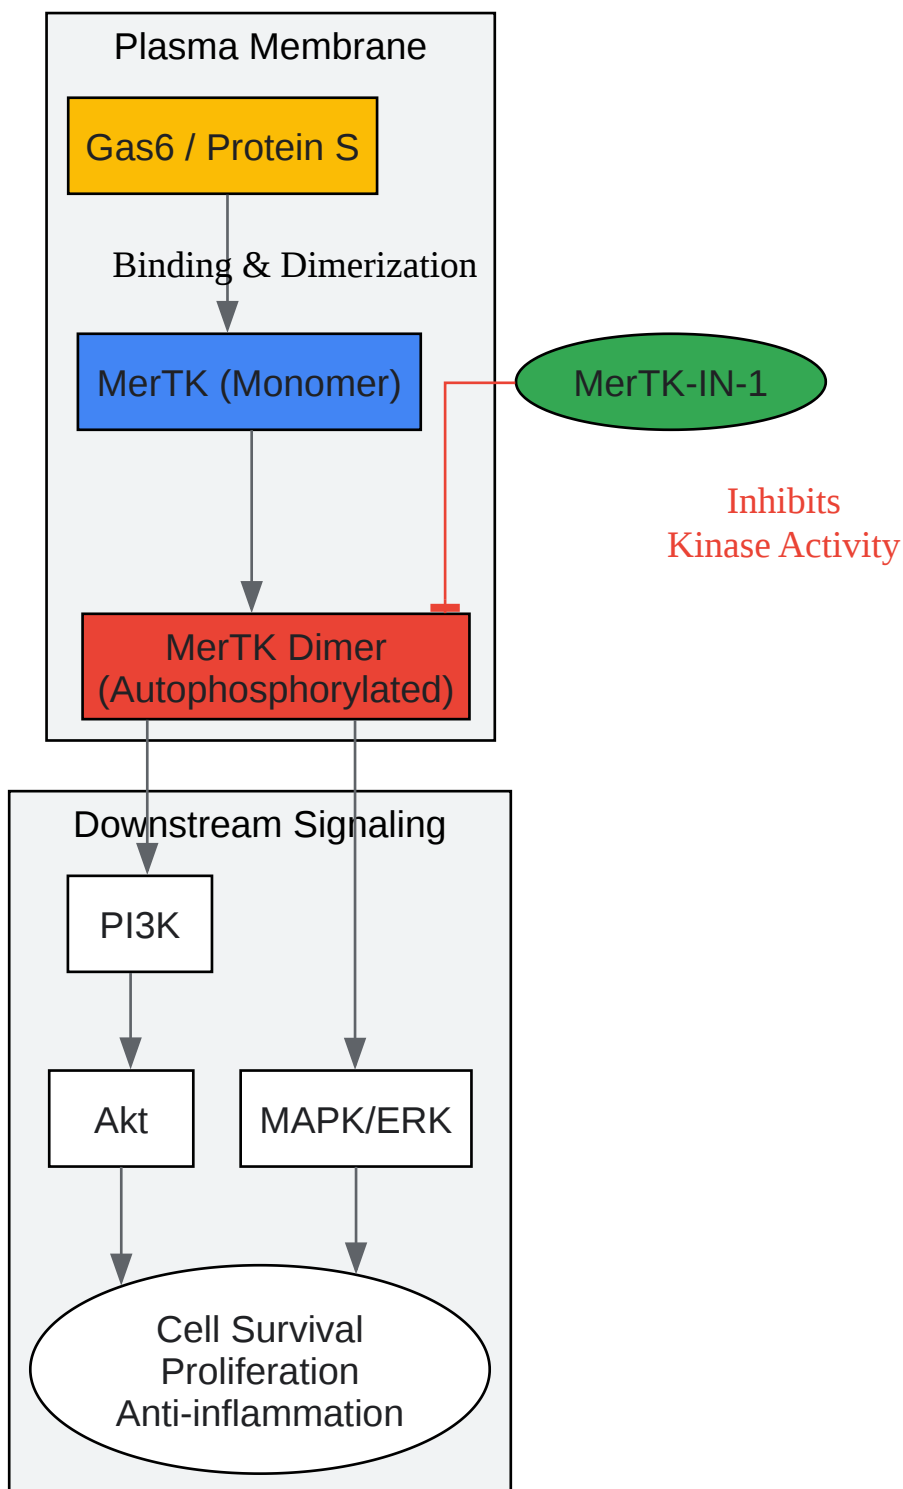 Plasma Membrane
Gas6 / Protein S
Binding & Dimerization
MerTK (Monomer)
MerTK-IN-1
Inhibits
Kinase Activity
MerTK Dimer
(Autophosphorylated)
Downstream Signaling
PI3K
Akt
MAPK/ERK
Cell Survival
Proliferation
Anti-inflammation